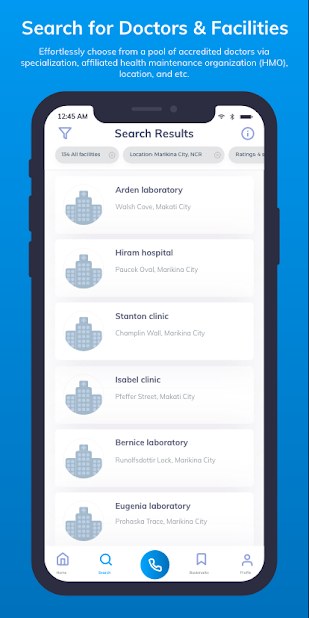 Search for Doctors & Facilities
Effortlessly choose from a pool of accredited doctors via
specialization, affiliated health maintenance organization (HMO),
location, and etc.
12:45 AM
Search Results
134 All facilities
Location: Marikina City, NCR
Ratings: 4 s
Arden laboratory
Walsh Cove, Makati City
Hiram hospital
Paucek Oval, Marikina City
Stanton clinic
Champlin Wall, Marikina City
Isabel clinic
Pfeffer Street, Makati City
Bernice laboratory
Runolfsdottir Lock, Marikina City
Eugenia laboratory
Prohaska Trace, Marikina City
Home
Search
Bookmarks
Profile